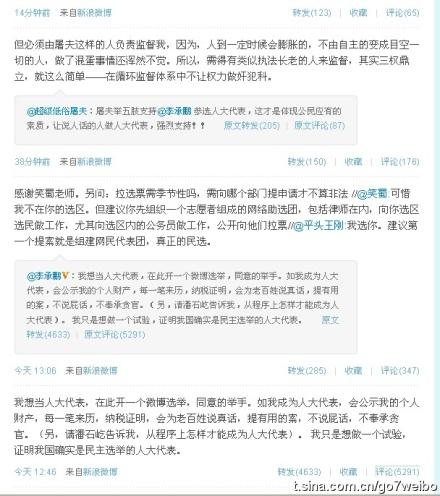 14分钟前 来自新浪微博 转发(123) | 收藏 | 评论(65)
但必须由屠夫这样的人负责监督我，因为，人到一定时候会膨胀的，不由自主的变成目空一
切的人，做了混蛋事情还浑然不觉。所以，需得有类似执法长老的人来监督，其实三权鼎
立，就这么简单——在循环监督体系中不让权力做奸犯科。
@超级低俗屠夫：屠夫举五肢支持@李承鹏 参选人大代表，这才是体现公民应有的
素质，让说人话的人做人大代表，强烈支持！！ 原文转发(205) | 原文评论(87)
38分钟前 来自新浪微博 转发(150) | 收藏 | 评论(176)
感谢笑蜀老师。另问：拉选票需季节性吗，需向哪个部门提申请才不算非法 //@笑蜀:可惜
我不在你的选区。但建议你先组织一个志愿者组成的网络助选团，包括律师在内，向你选区
选民做工作，尤其向选区内的公务员做工作，公开向他们拉票//@平头王刚:我选你。建议第
一个提案就是组建网民代表团，真正的民选。
@李承鹏V：我想当人大代表，在此开一个微博选举，同意的举手。如我成为人大代
表，会公示我的个人财产，每一笔来历，纳税证明，会为老百姓说真话，提有用
的案，不说屁话，不奉承贪官。（另，请潘石屹告诉我，从程序上怎样才能成为人
大代表）。 我只是想做一个试验，证明我国确实是民主选举的人大代表。 原文
转发(4633) | 原文评论(5291)
今天 13:06 来自新浪微博 转发(285) | 收藏 | 评论(347)
我想当人大代表，在此开一个微博选举，同意的举手。如我成为人大代表，会公示我的个人
财产，每一笔来历，纳税证明，会为老百姓说真话，提有用的案，不说屁话，不奉承贪
官。（另，请潘石屹告诉我，从程序上怎样才能成为人大代表）。 我只是想做一个试验，
证明我国确实是民主选举的人大代表。
今天 12:46 来自新浪微博 转发(4633) | 收藏 | 评论(5291)
t.sina.com.cn/go7weibo